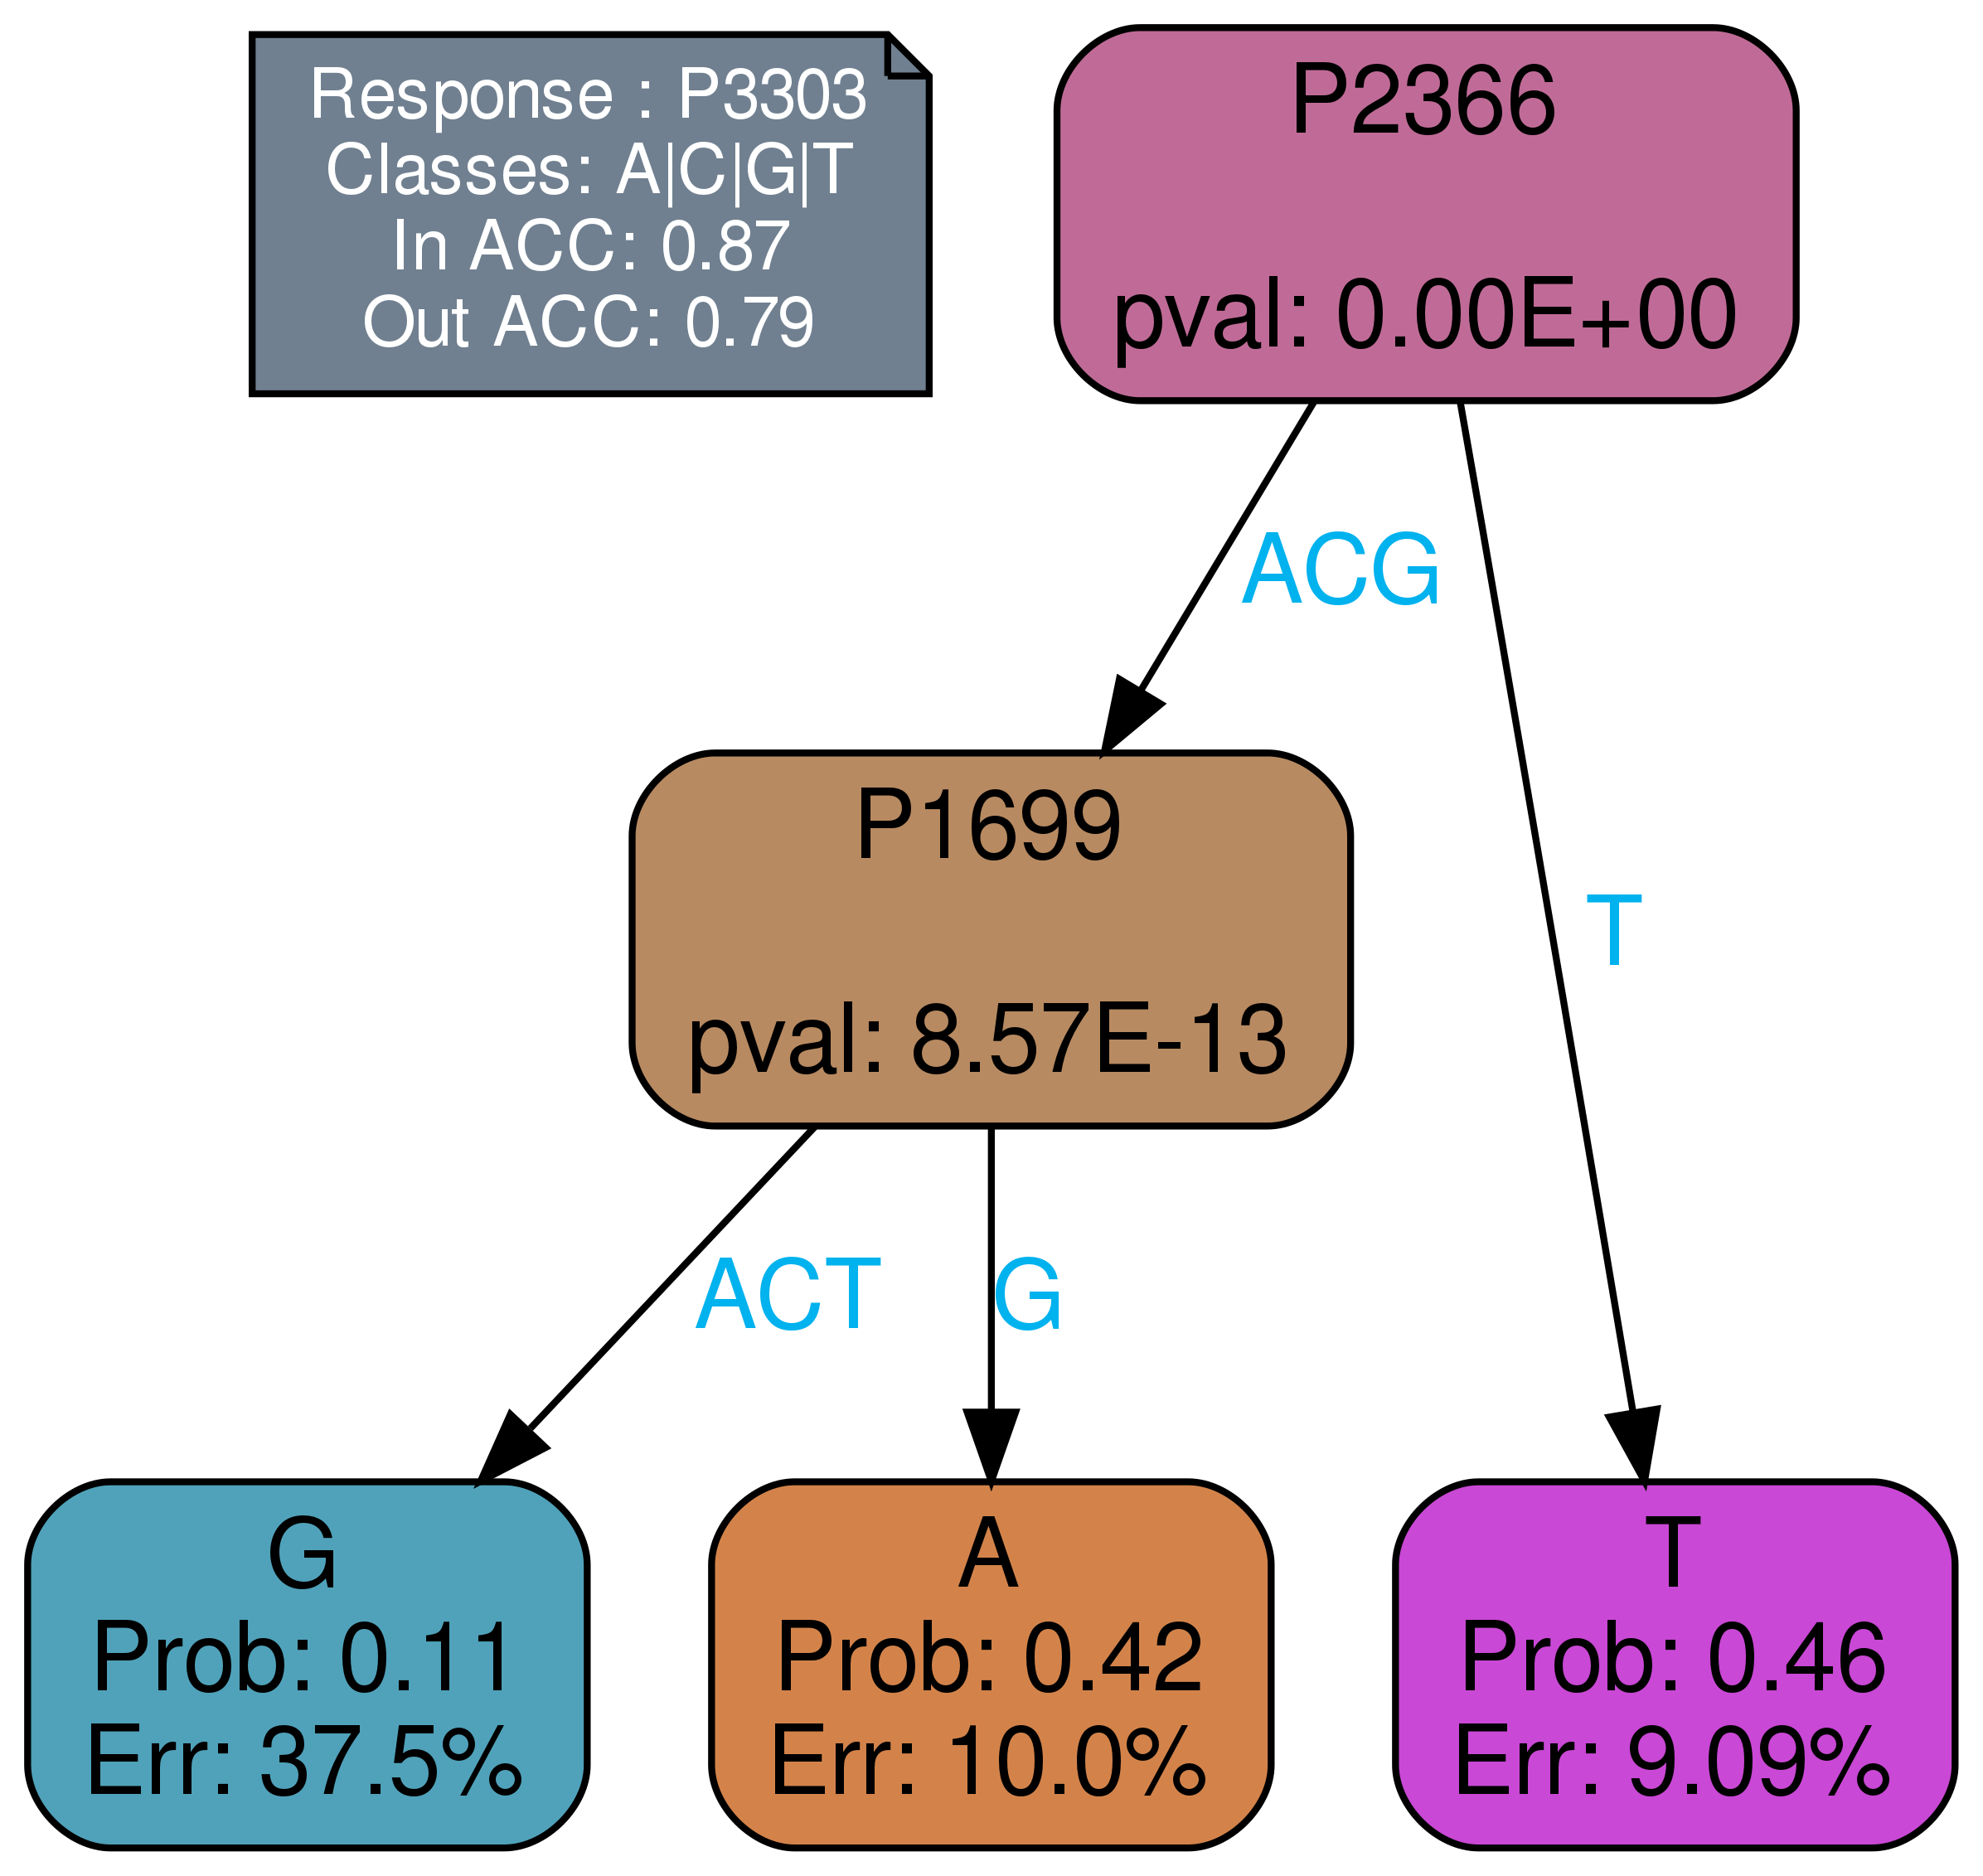 Response : P3303
Classes: A|C|G|T
In ACC: 0.87
Out ACC: 0.79
P2366
pval: 0.00E+00
ACG
T
P1699
pval: 8.57E-13
ACT
G
G
Prob: 0.11
Err: 37.5%
A
Prob: 0.42
Err: 10.0%
T
Prob: 0.46
Err: 9.09%